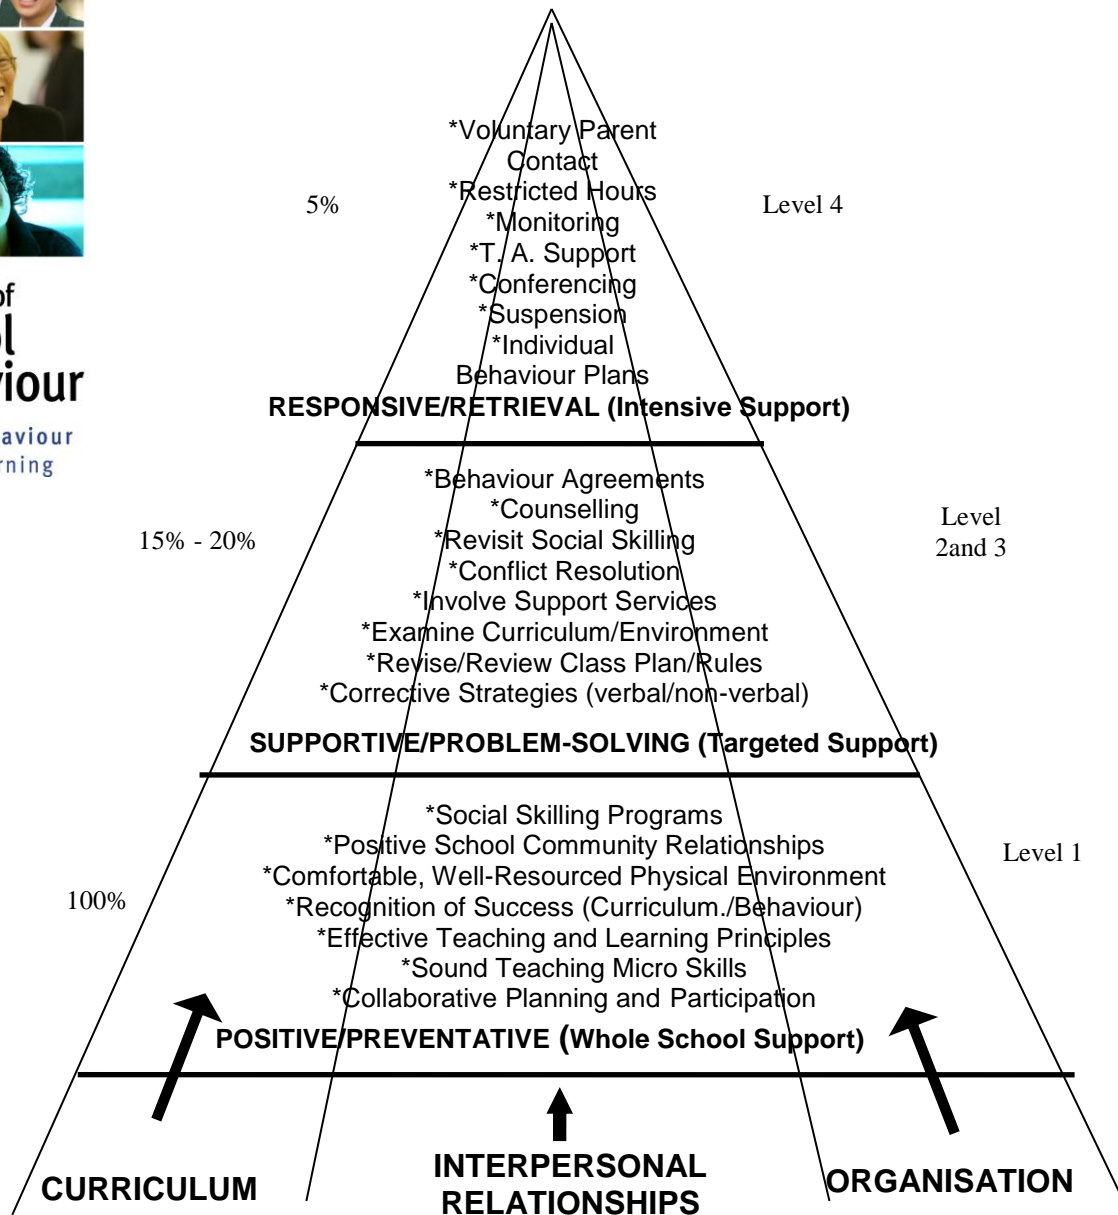 *Voluntary Parent
Contact
*Restricted Hours
*Monitoring
*T. A. Support
*Conferencing
*Suspension
*Individual
Behaviour Plans
5%
Level 4
RESPONSIVE/RETRIEVAL (Intensive Support)
of
*Behaviour Agreements
*Counselling
*Revisit Social Skilling
*Conflict Resolution
*Involve Support Services
*Examine Curriculum/Environment
*Revise/Review Class Plan/Rules
*Corrective Strategies (verbal/non-verbal)
15% - 20%
Level
2and 3
SUPPORTIVE/PROBLEM-SOLVING (Targeted Support)
*Social Skilling Programs
*Positive School Community Relationships
*Comfortable, Well-Resourced Physical Environment
*Recognition of Success (Curriculum./Behaviour)
*Effective Teaching and Learning Principles
*Sound Teaching Micro Skills
*Collaborative Planning and Participation
100%
Level 1
POSITIVE/PREVENTATIVE (Whole School Support)
CURRICULUM
INTERPERSONAL
RELATIONSHIPS
ORGANISATION